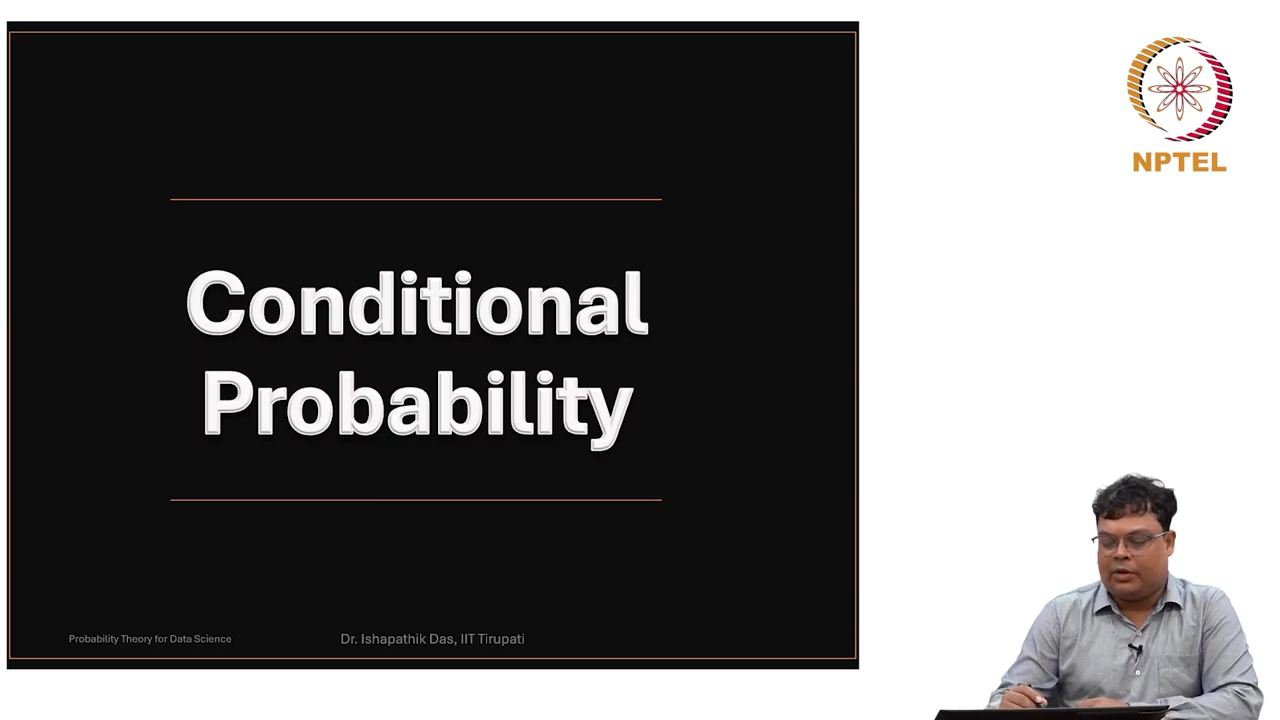 NPTEL
Conditional
Probability
Probability Theory for Data Science
Dr. Ishapathik Das, IIT Tirupati